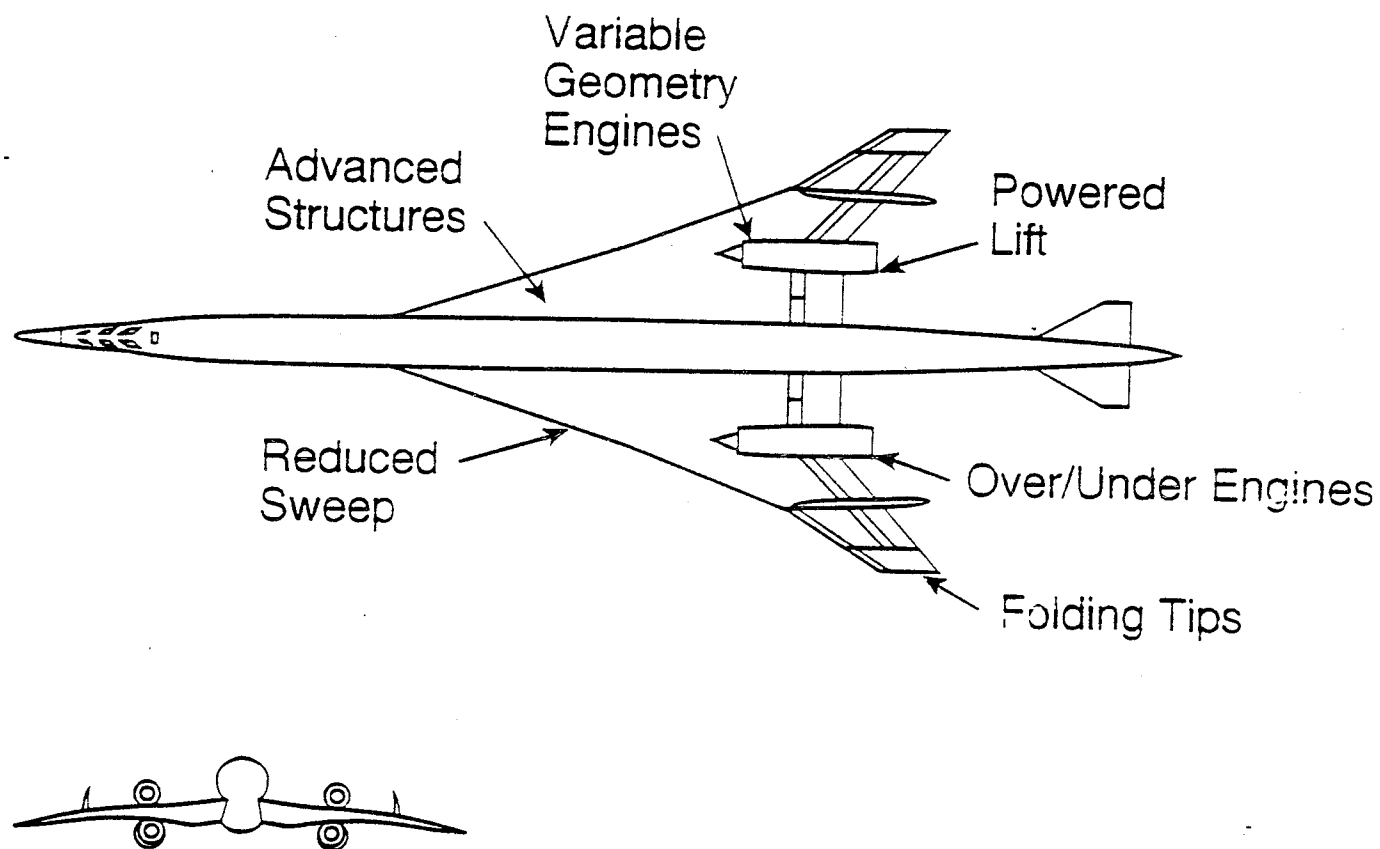 Variable
Geometry
Engines
Advanced
Structures
Powered
Lift
Reduced
Sweep
Over/Under Engines
Folding Tips